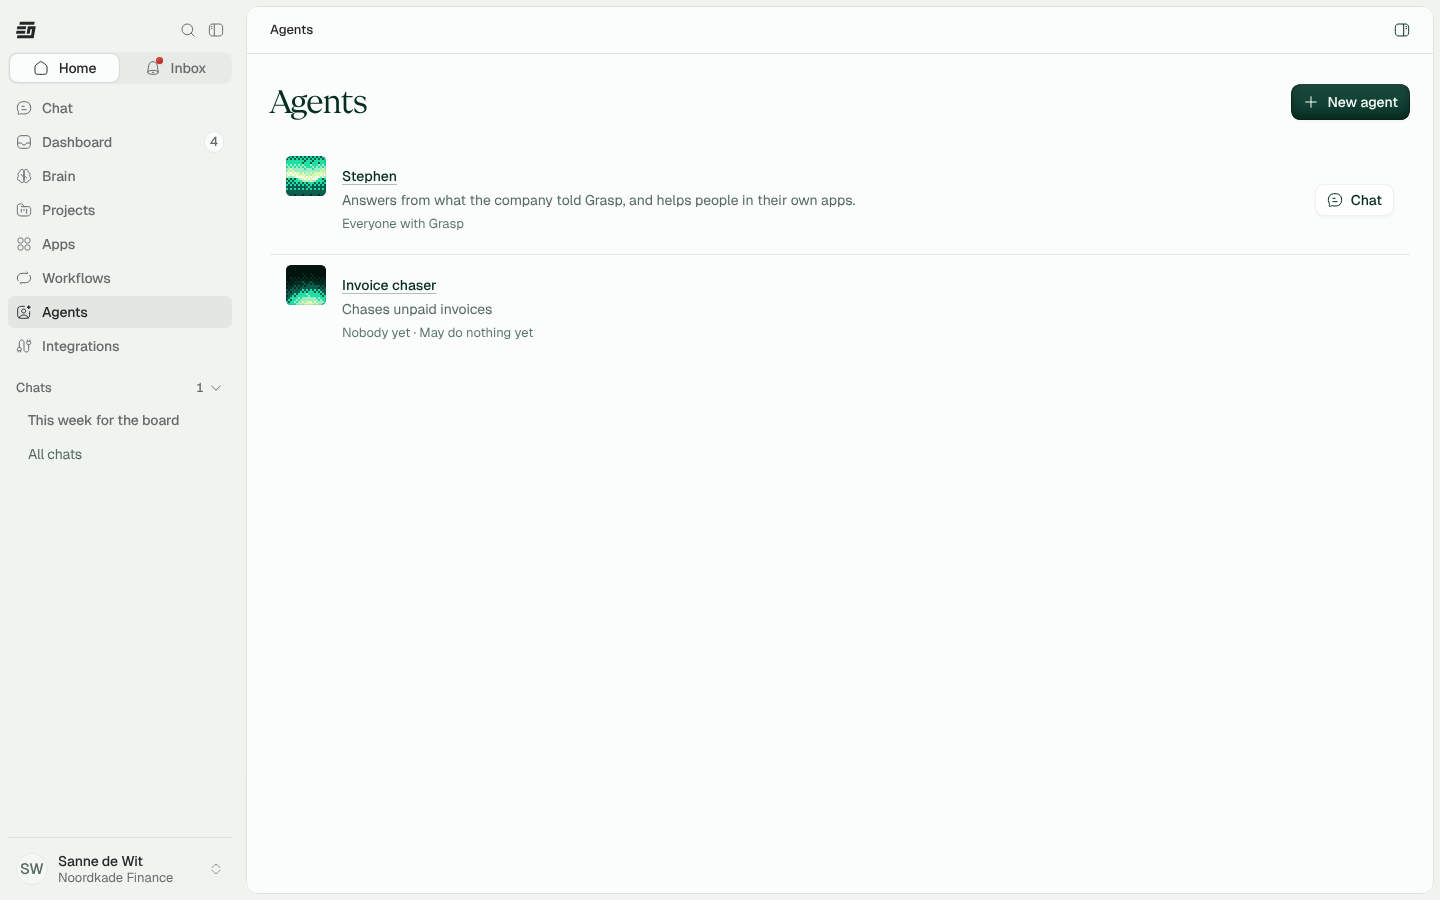 Home
Inbox
Chat
Dashboard
4
Brain
Projects
Apps
Workflows
Agents
Integrations
Chats
1
This week for the board
All chats
SW
Sanne de Wit
Noordkade Finance
Agents
Agents
New agent
Stephen
Answers from what the company told Grasp, and helps people in their own apps.
Everyone with Grasp
Chat
Invoice chaser
Chases unpaid invoices
Nobody yet · May do nothing yet